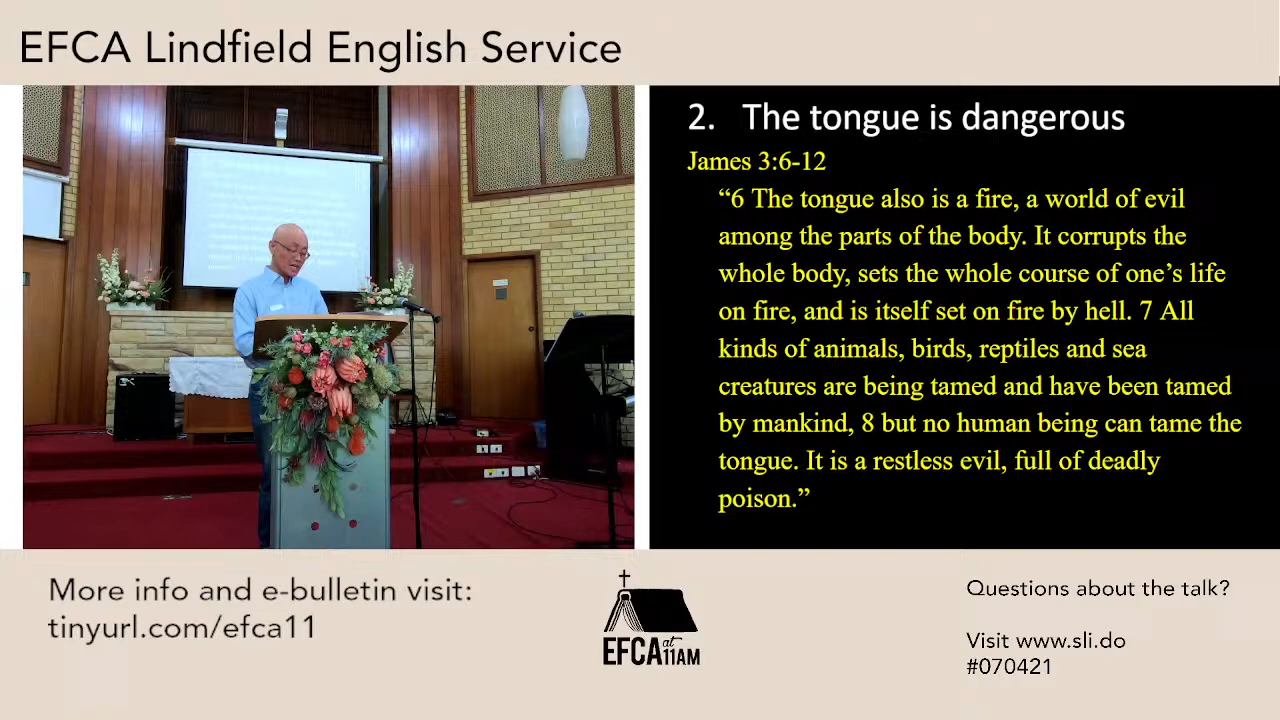 EFCA Lindfield English Service
2. The tongue is dangerous
James 3:6-12
“6 The tongue also is a fire, a world of evil
among the parts of the body. It corrupts the
whole body, sets the whole course of one’s life
on fire, and is itself set on fire by hell. 7 All
kinds of animals, birds, reptiles and sea
creatures are being tamed and have been tamed
by mankind, 8 but no human being can tame the
tongue. It is a restless evil, full of deadly
poison.”
More info and e-bulletin visit:
tinyurl.com/efca11
EFCA at 11AM
Questions about the talk?
Visit www.sli.do
#070421